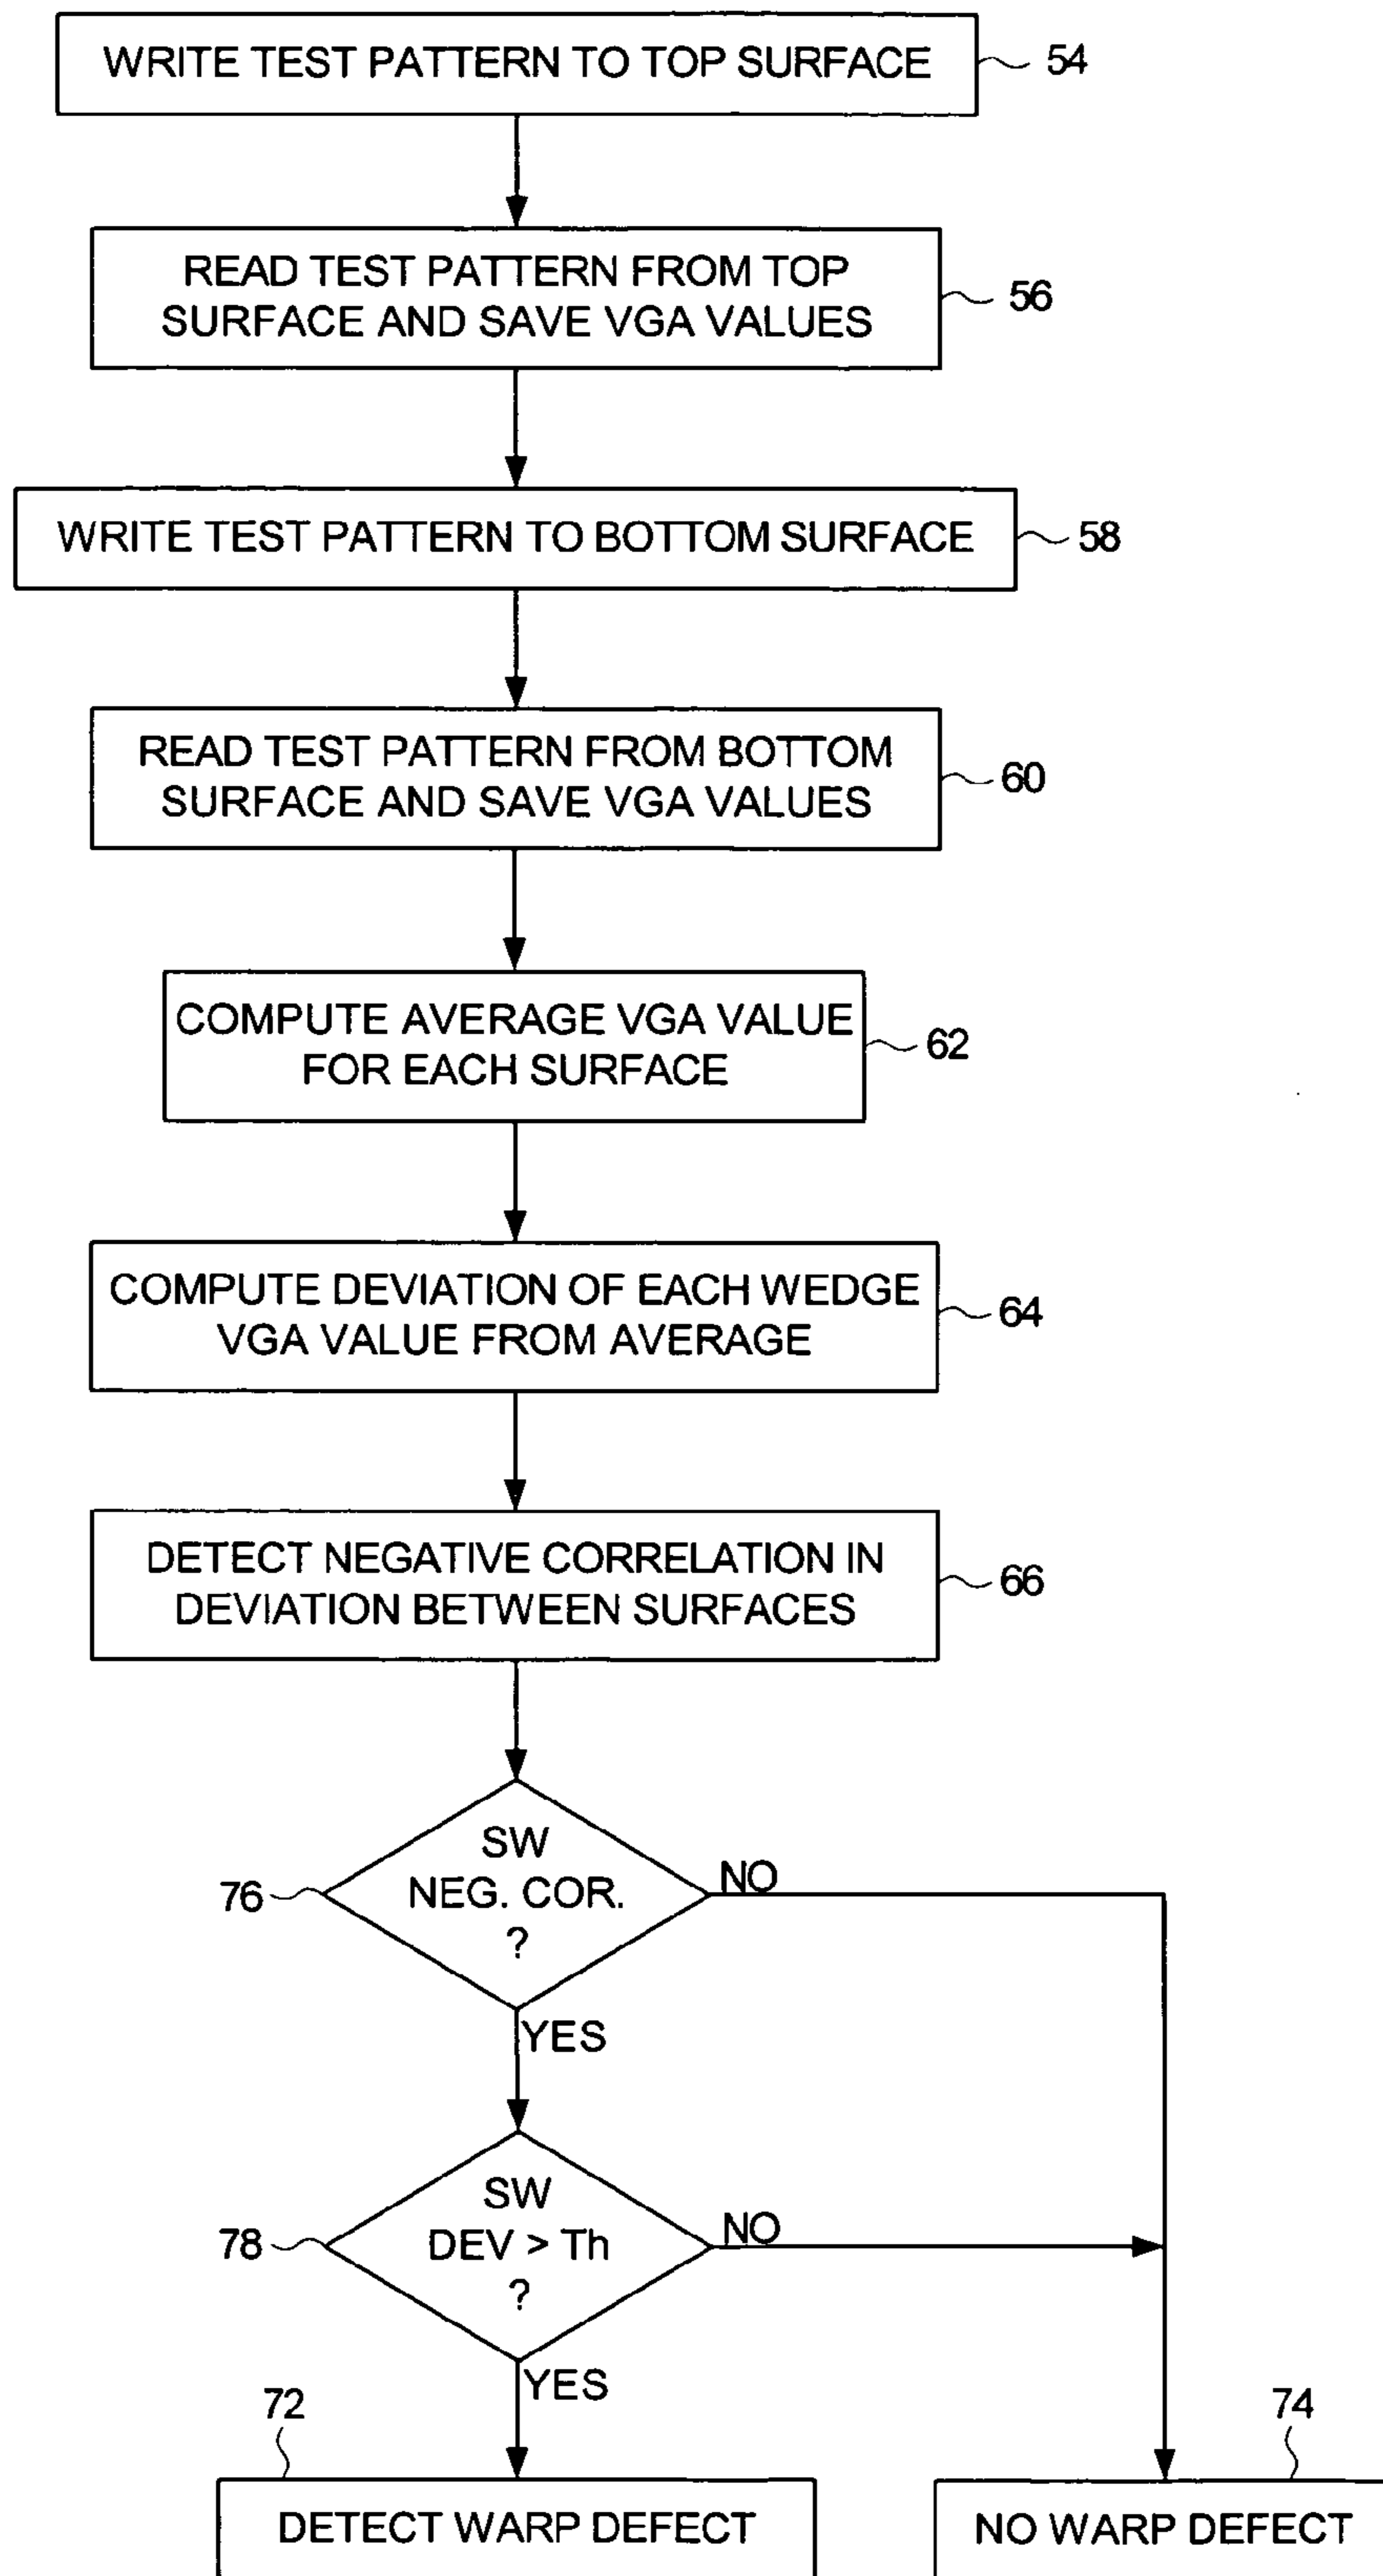 WRITE TEST PATTERN TO TOP SURFACE
54
READ TEST PATTERN FROM TOP
SURFACE AND SAVE VGA VALUES
56
WRITE TEST PATTERN TO BOTTOM SURFACE
58
READ TEST PATTERN FROM BOTTOM
SURFACE AND SAVE VGA VALUES
60
COMPUTE AVERAGE VGA VALUE
FOR EACH SURFACE
62
COMPUTE DEVIATION OF EACH WEDGE
VGA VALUE FROM AVERAGE
64
DETECT NEGATIVE CORRELATION IN
DEVIATION BETWEEN SURFACES
66
SW
NEG. COR.
?
76
NO
YES
SW
DEV > Th
?
78
NO
YES
72
74
DETECT WARP DEFECT
NO WARP DEFECT